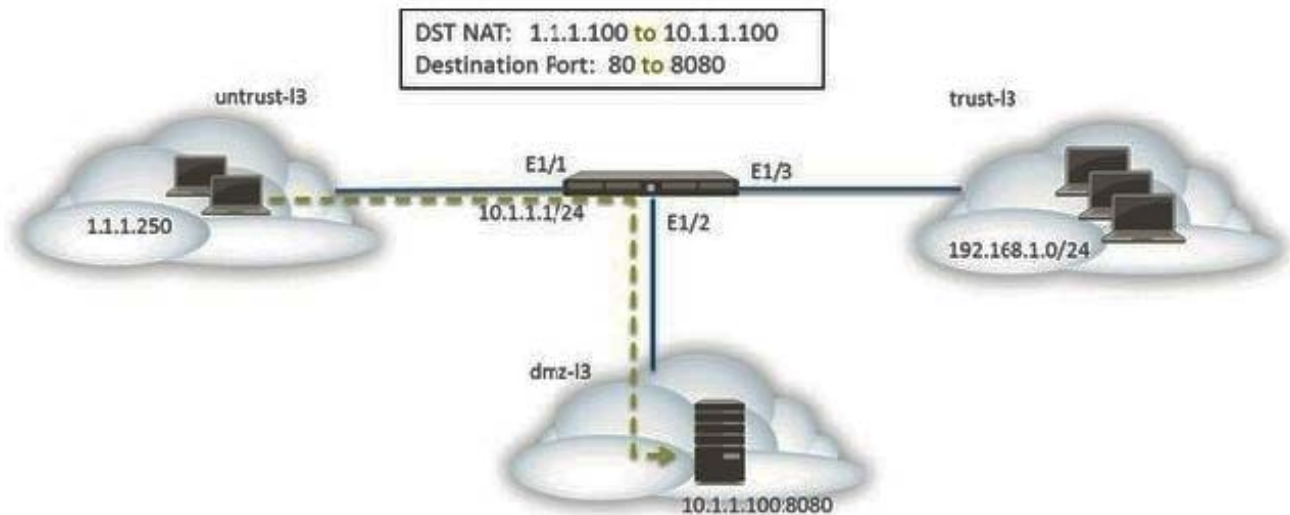 DST NAT: 1.1.1.100 to 10.1.1.100
Destination Port: 80 to 8080
untrust-l3
trust-l3
E1/1
E1/3
10.1.1.1/24
E1/2
1.1.1.250
192.168.1.0/24
dmz-l3
10.1.1.100:8080